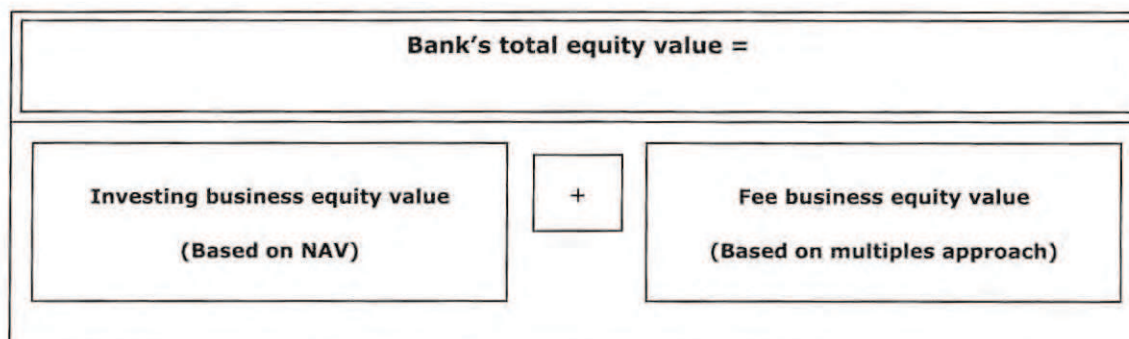 Bank’s total equity value =
Investing business equity value
(Based on NAV)
+
Fee business equity value
(Based on multiples approach)